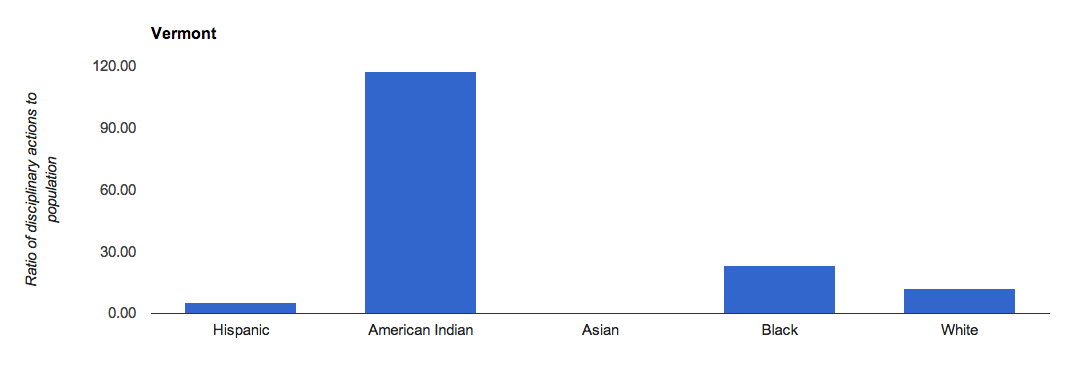 Vermont
Ratio of disciplinary actions to
population
120.00
90.00
60.00
30.00
0.00
Hispanic
American Indian
Asian
Black
White